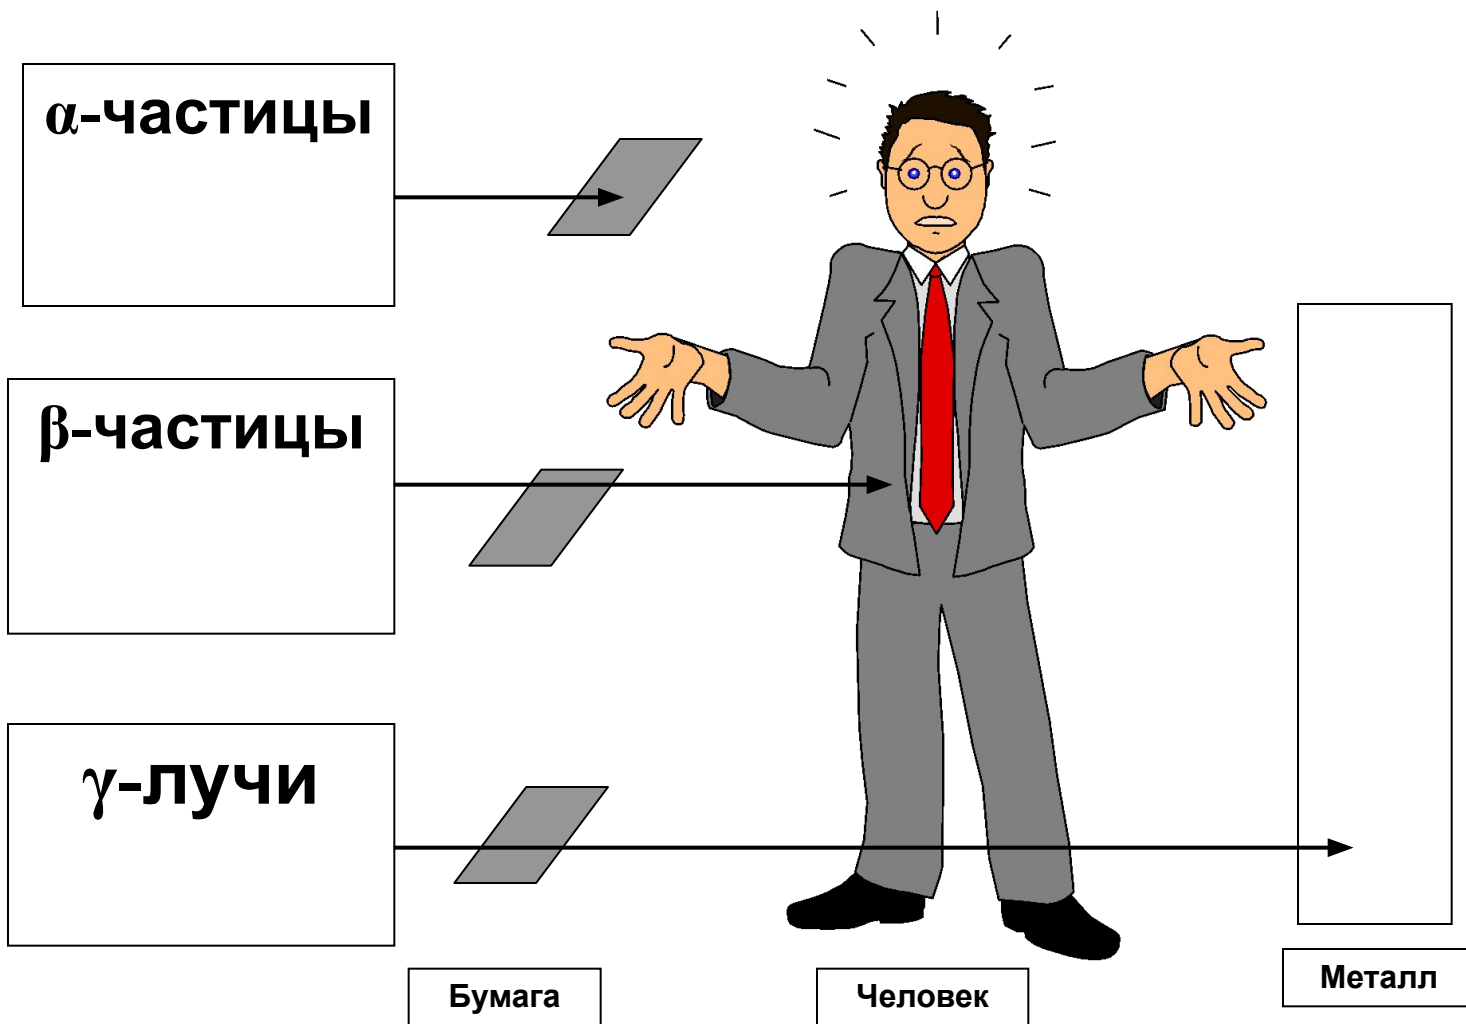 α-частицы
β-частицы
γ-лучи
Бумага
Человек
Металл